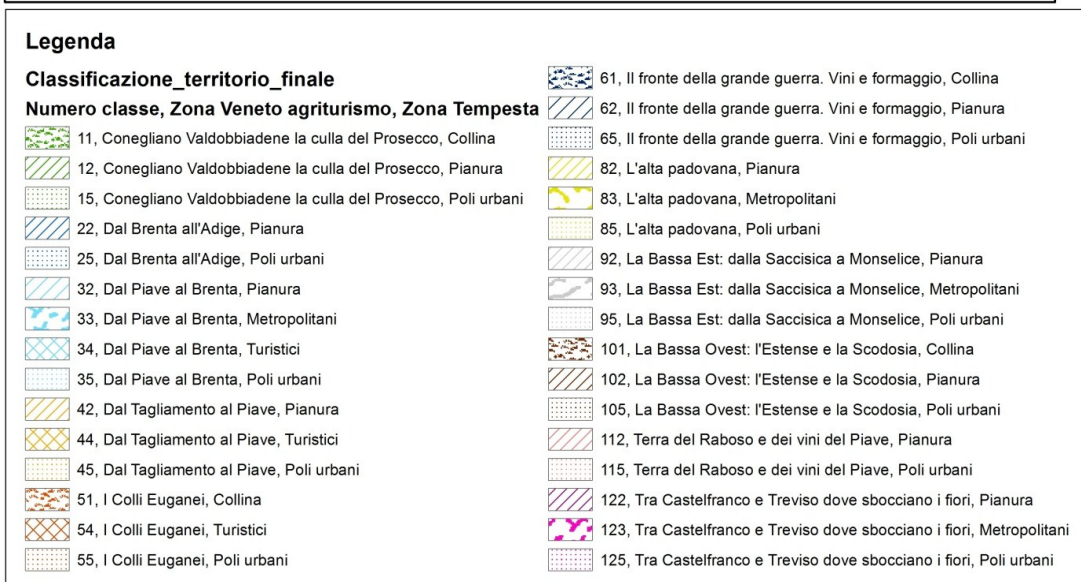 Legenda
Classificazione_territorio_finale
Numero classe, Zona Veneto agriturismo, Zona Tempesta
11, Conegliano Valdobbiadene la culla del Prosecco, Collina
12, Conegliano Valdobbiadene la culla del Prosecco, Pianura
15, Conegliano Valdobbiadene la culla del Prosecco, Poli urbani
22, Dal Brenta all'Adige, Pianura
25, Dal Brenta all'Adige, Poli urbani
32, Dal Piave al Brenta, Pianura
33, Dal Piave al Brenta, Metropolitani
34, Dal Piave al Brenta, Turistici
35, Dal Piave al Brenta, Poli urbani
42, Dal Tagliamento al Piave, Pianura
44, Dal Tagliamento al Piave, Turistici
45, Dal Tagliamento al Piave, Poli urbani
51, I Colli Euganei, Collina
54, I Colli Euganei, Turistici
55, I Colli Euganei, Poli urbani
61, Il fronte della grande guerra. Vini e formaggio, Collina
62, Il fronte della grande guerra. Vini e formaggio, Pianura
65, Il fronte della grande guerra. Vini e formaggio, Poli urbani
82, L'alta padovana, Pianura
83, L'alta padovana, Metropolitani
85, L'alta padovana, Poli urbani
92, La Bassa Est: dalla Saccisica a Monselice, Pianura
93, La Bassa Est: dalla Saccisica a Monselice, Metropolitani
95, La Bassa Est: dalla Saccisica a Monselice, Poli urbani
101, La Bassa Ovest: l'Estense e la Scodosia, Collina
102, La Bassa Ovest: l'Estense e la Scodosia, Pianura
105, La Bassa Ovest: l'Estense e la Scodosia, Poli urbani
112, Terra del Raboso e dei vini del Piave, Pianura
115, Terra del Raboso e dei vini del Piave, Poli urbani
122, Tra Castelfranco e Treviso dove sbocciano i fiori, Pianura
123, Tra Castelfranco e Treviso dove sbocciano i fiori, Metropolitani
125, Tra Castelfranco e Treviso dove sbocciano i fiori, Poli urbani